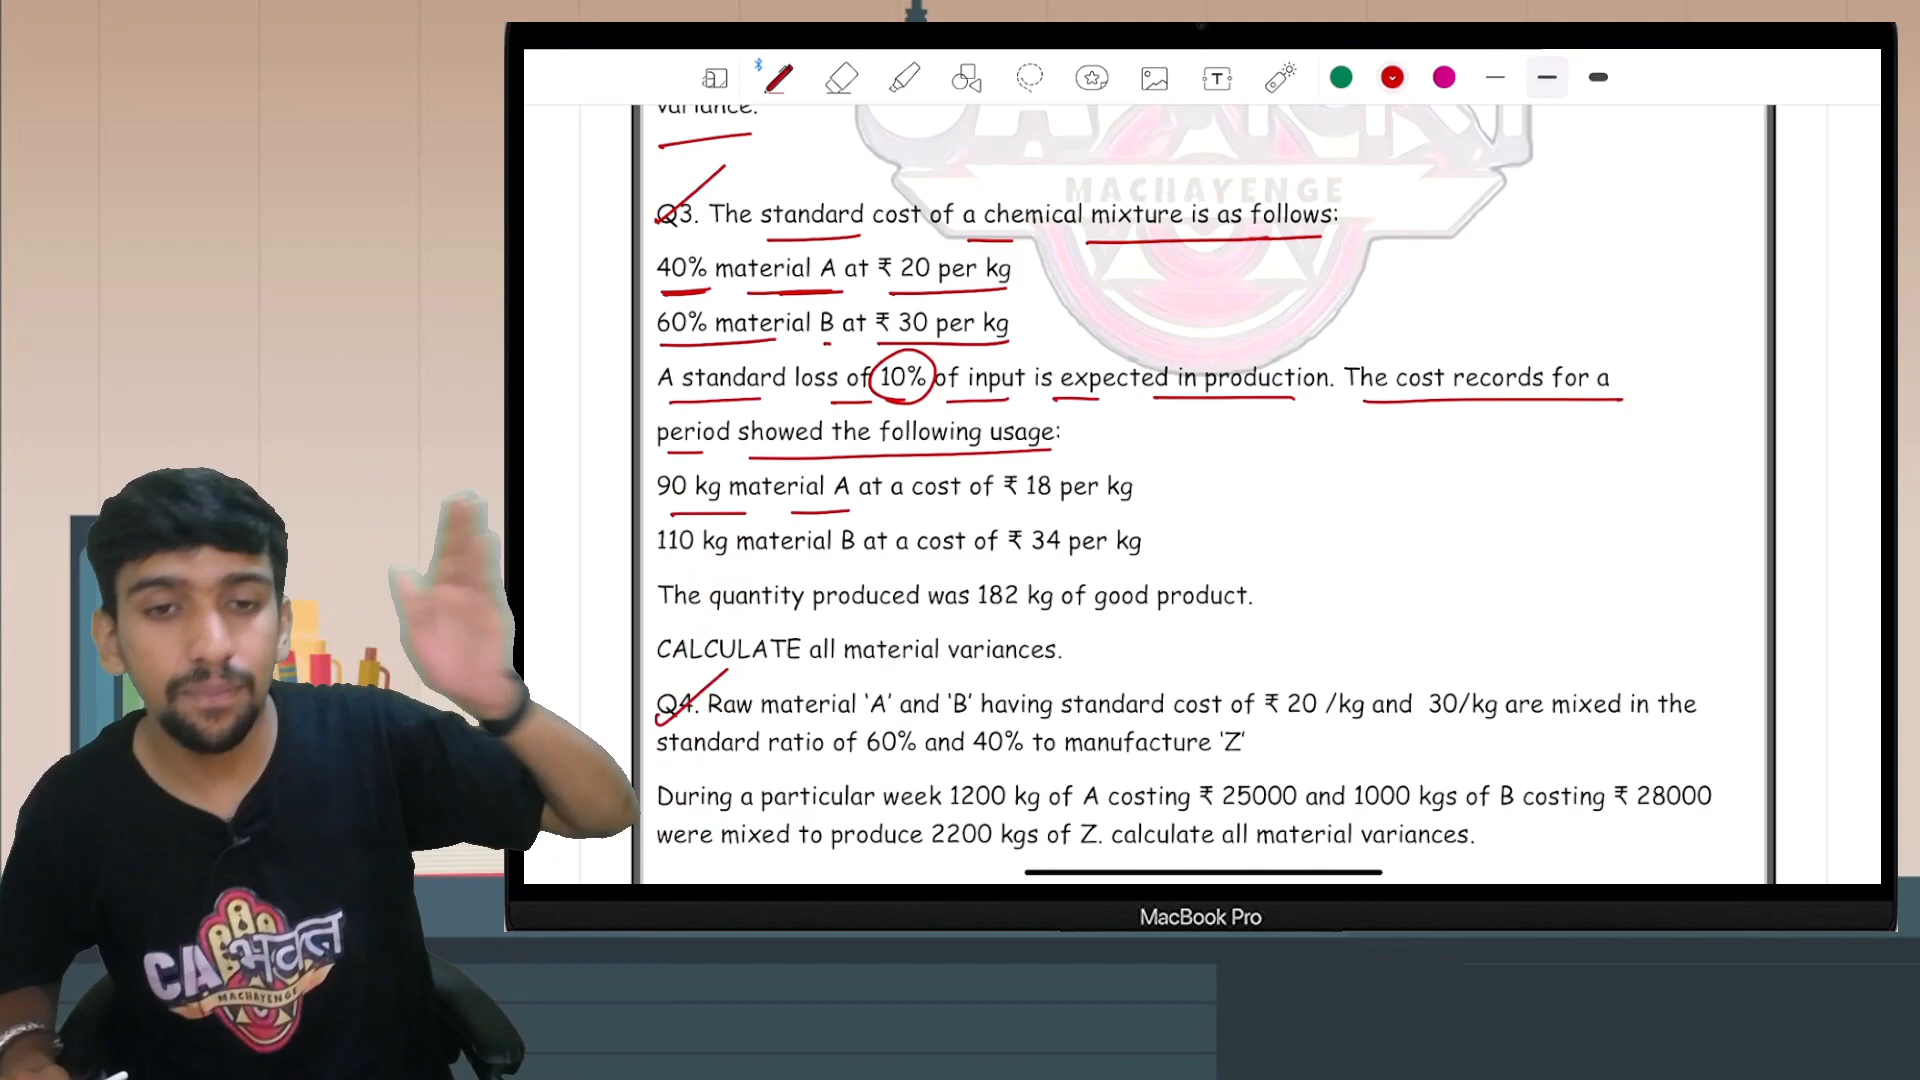 variance.
MACHAYENGE
Q3. The standard cost of a chemical mixture is as follows:
40% material A at ₹ 20 per kg
60% material B at ₹ 30 per kg
A standard loss of 10% of input is expected in production. The cost records for a
period showed the following usage:
90 kg material A at a cost of ₹ 18 per kg
110 kg material B at a cost of ₹ 34 per kg
The quantity produced was 182 kg of good product.
CALCULATE all material variances.
Q4. Raw material ‘A’ and ‘B’ having standard cost of ₹ 20 /kg and 30/kg are mixed in the
standard ratio of 60% and 40% to manufacture ‘Z’
During a particular week 1200 kg of A costing ₹ 25000 and 1000 kgs of B costing ₹ 28000
were mixed to produce 2200 kgs of Z. calculate all material variances.
MacBook Pro
CA भक्त
MACHAYENGE